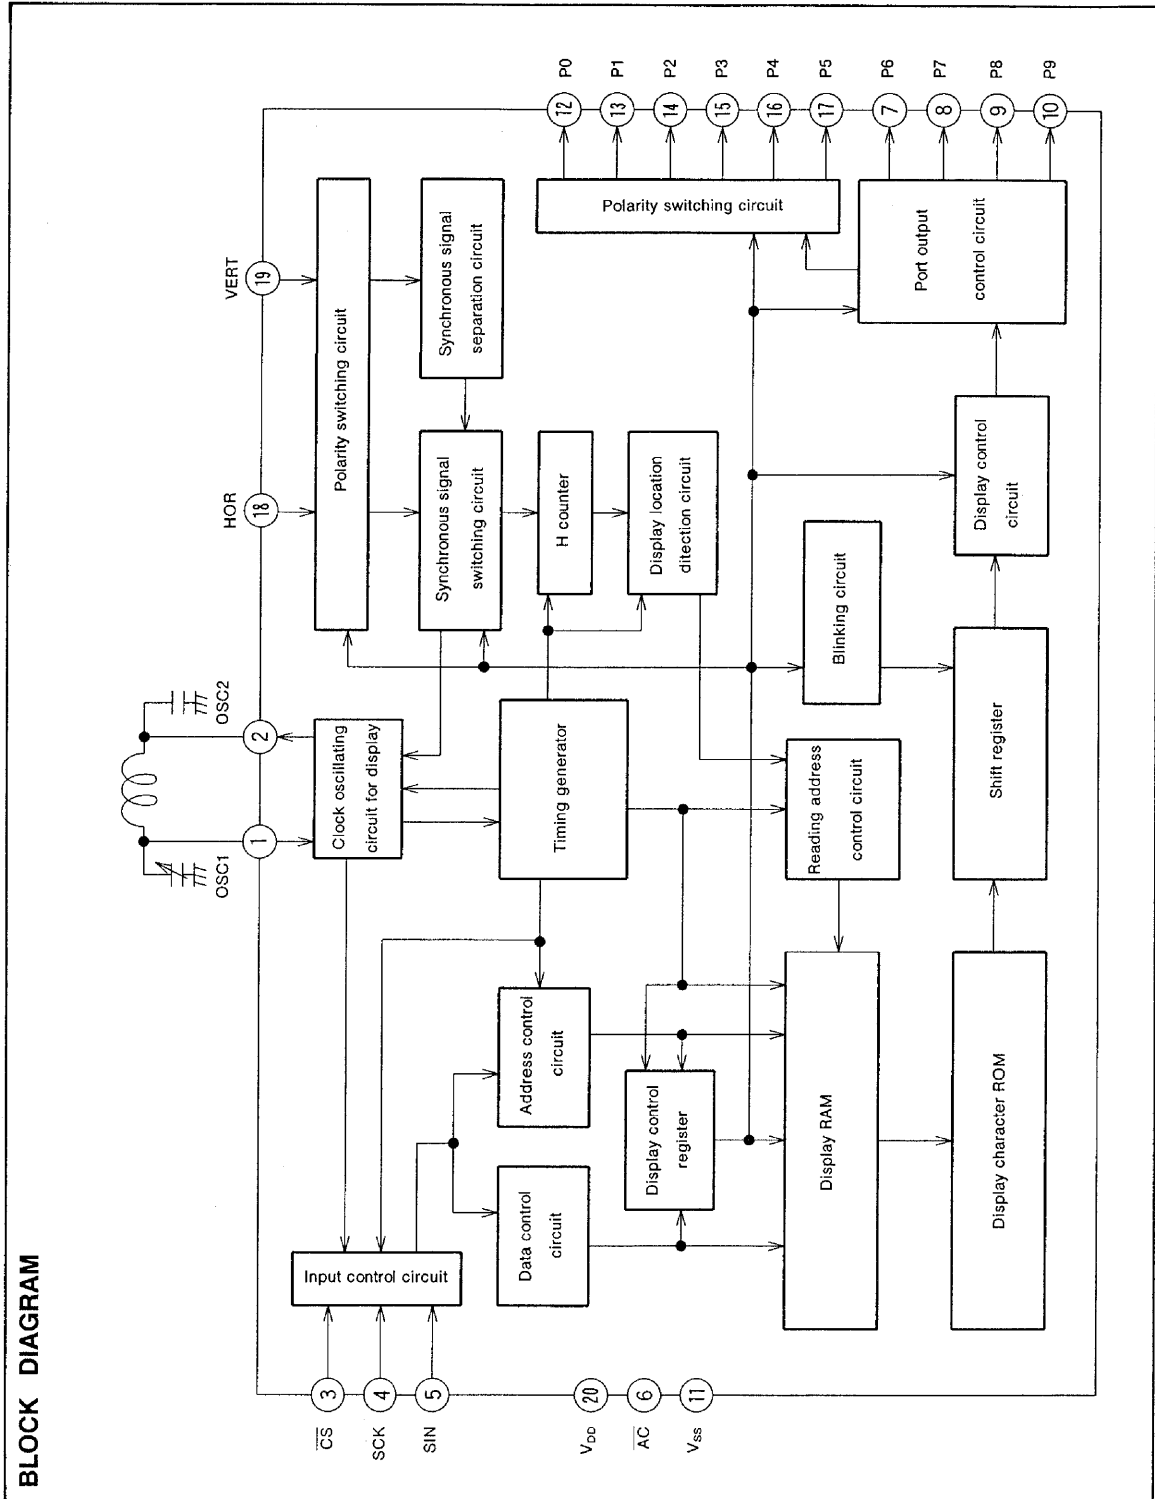 BLOCK DIAGRAM
OSC1
OSC2
HOR
VERT
1
2
18
19
CS
SCK
SIN
VDD
AC
VSS
3
4
5
20
6
11
Input control circuit
Clock oscillating
circuit for display
Polarity switching circuit
Synchronous signal
switching circuit
Synchronous signal
separation circuit
Data control
circuit
Address control
circuit
Timing generator
H counter
Display control
register
Display location
ditection circuit
Display RAM
Reading address
control circuit
Blinking circuit
Display character ROM
Shift register
Display control
circuit
Polarity switching circuit
Port output
control circuit
12
13
14
15
16
17
7
8
9
10
P0
P1
P2
P3
P4
P5
P6
P7
P8
P9